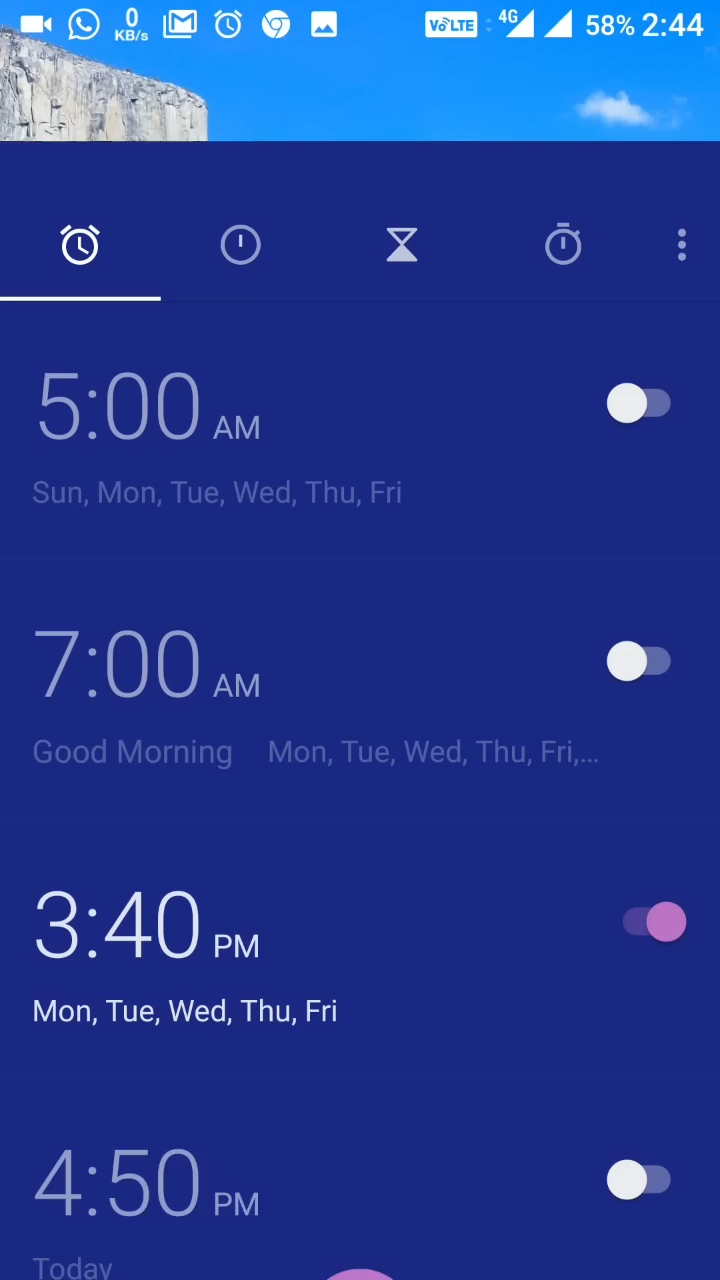 0 KB/s VoLTE 4G 58% 2:44
5:00 AM
Sun, Mon, Tue, Wed, Thu, Fri
7:00 AM
Good Morning Mon, Tue, Wed, Thu, Fri,...
3:40 PM
Mon, Tue, Wed, Thu, Fri
4:50 PM
Today